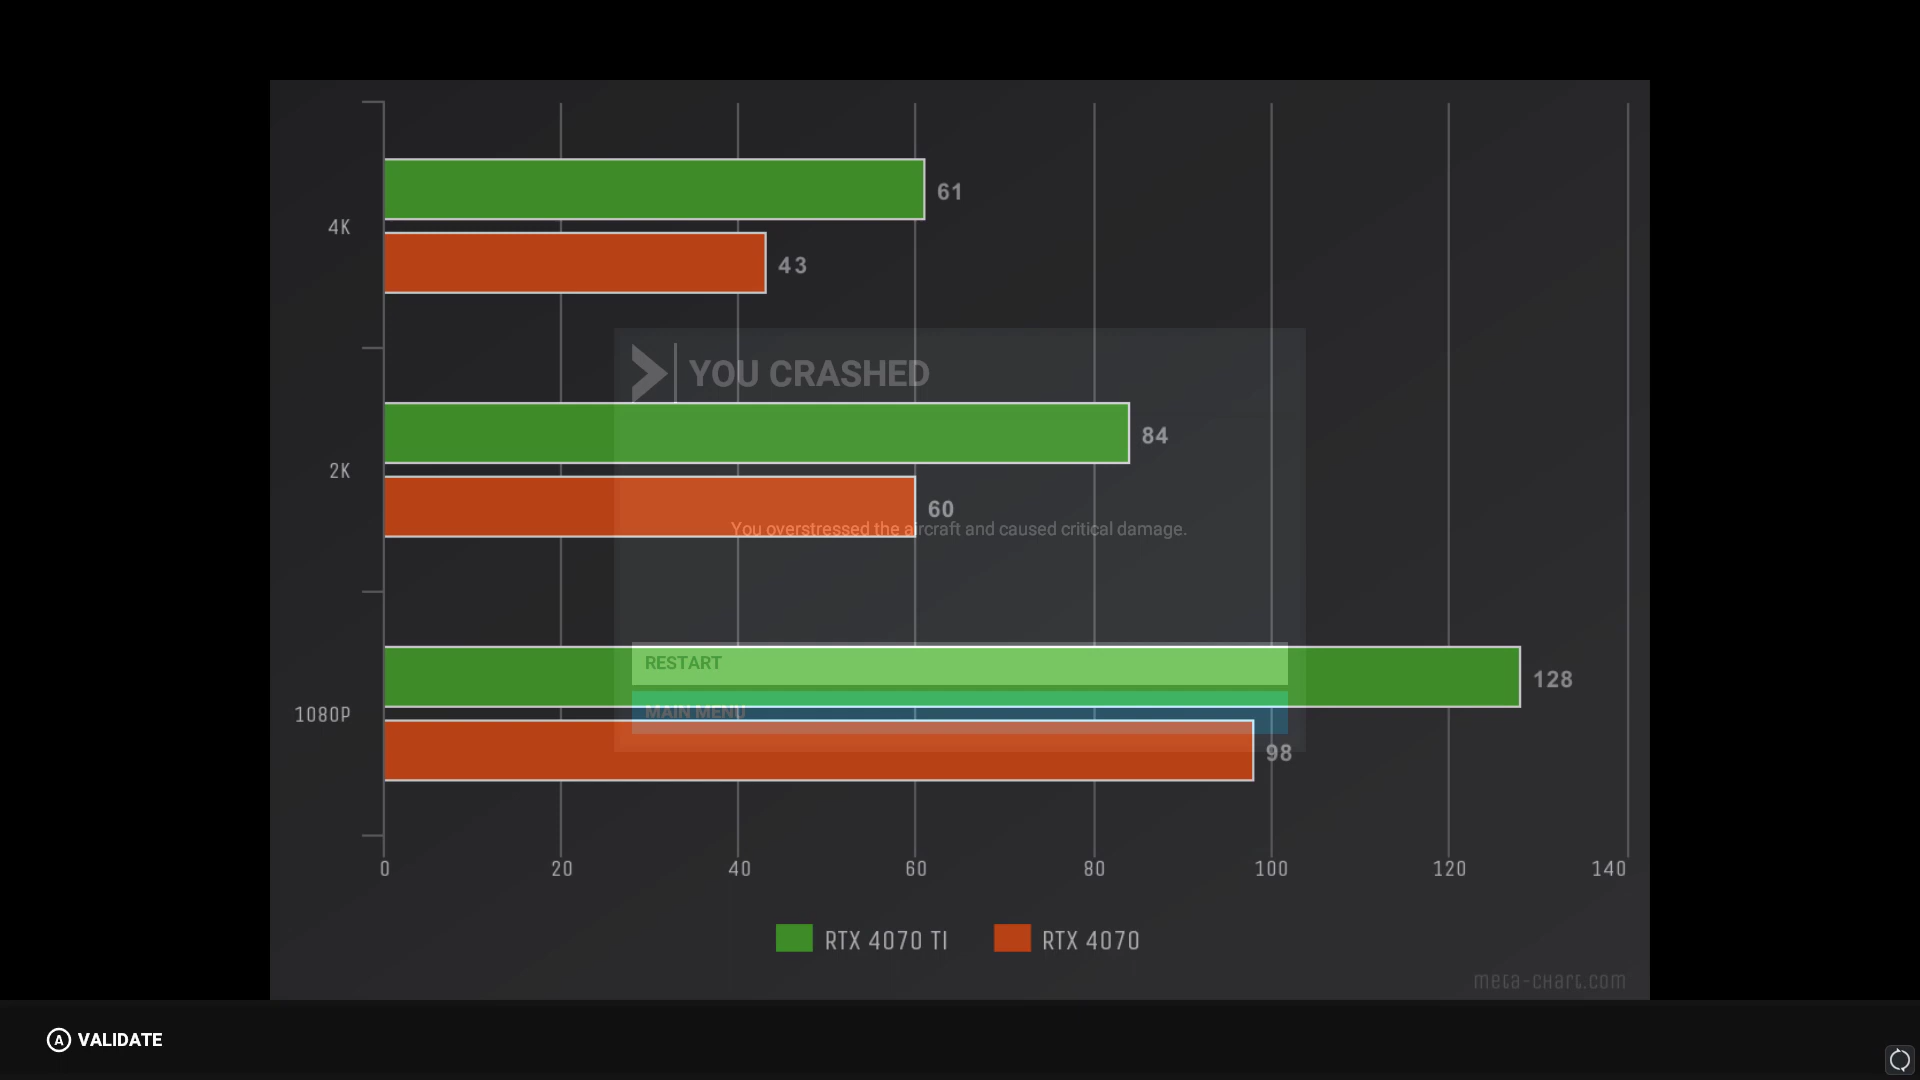 61
4K
43
YOU CRASHED
84
2K
60
You overstressed the aircraft and caused critical damage.
RESTART
128
MAIN MENU
1080P
98
0 20 40 60 80 100 120 140
RTX 4070 TI RTX 4070
meta-chart.com
A VALIDATE